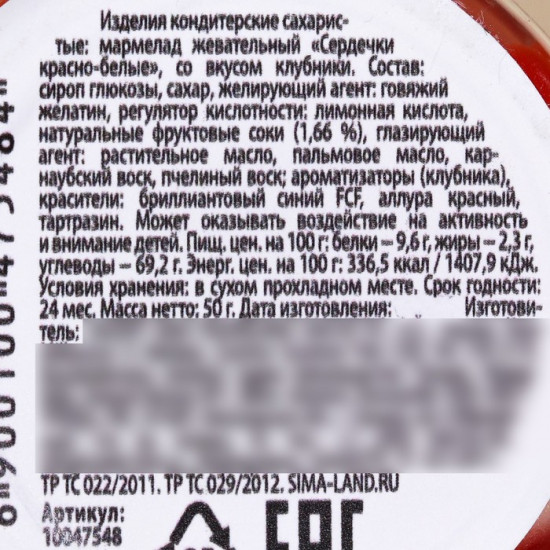 Изделия кондитерские сахарис-
тые: мармелад жевательный «Сердечки
красно-белые», со вкусом клубники. Состав:
сироп глюкозы, сахар, желирующий агент: говяжий
желатин, регулятор кислотности: лимонная кислота,
натуральные фруктовые соки (1,66 %), глазирующий
агент: растительное масло, пальмовое масло, кар-
наубский воск, пчелиный воск; ароматизаторы (клубника),
красители: бриллиантовый синий FCF, аллура красный,
тартразин. Может оказывать воздействие на активность
и внимание детей. Пищ. цен. на 100 г: белки – 9,6 г, жиры – 2,3 г,
углеводы – 69,2 г. Энерг. цен. на 100 г: 336,5 ккал / 1407,9 кДж.
Условия хранения: в сухом прохладном месте. Срок годности:
24 мес. Масса нетто: 50 г. Дата изготовления: Изготови-
тель:
ТР ТС 022/2011. ТР ТС 029/2012. SIMA-LAND.RU
Артикул:
10047548
EAC